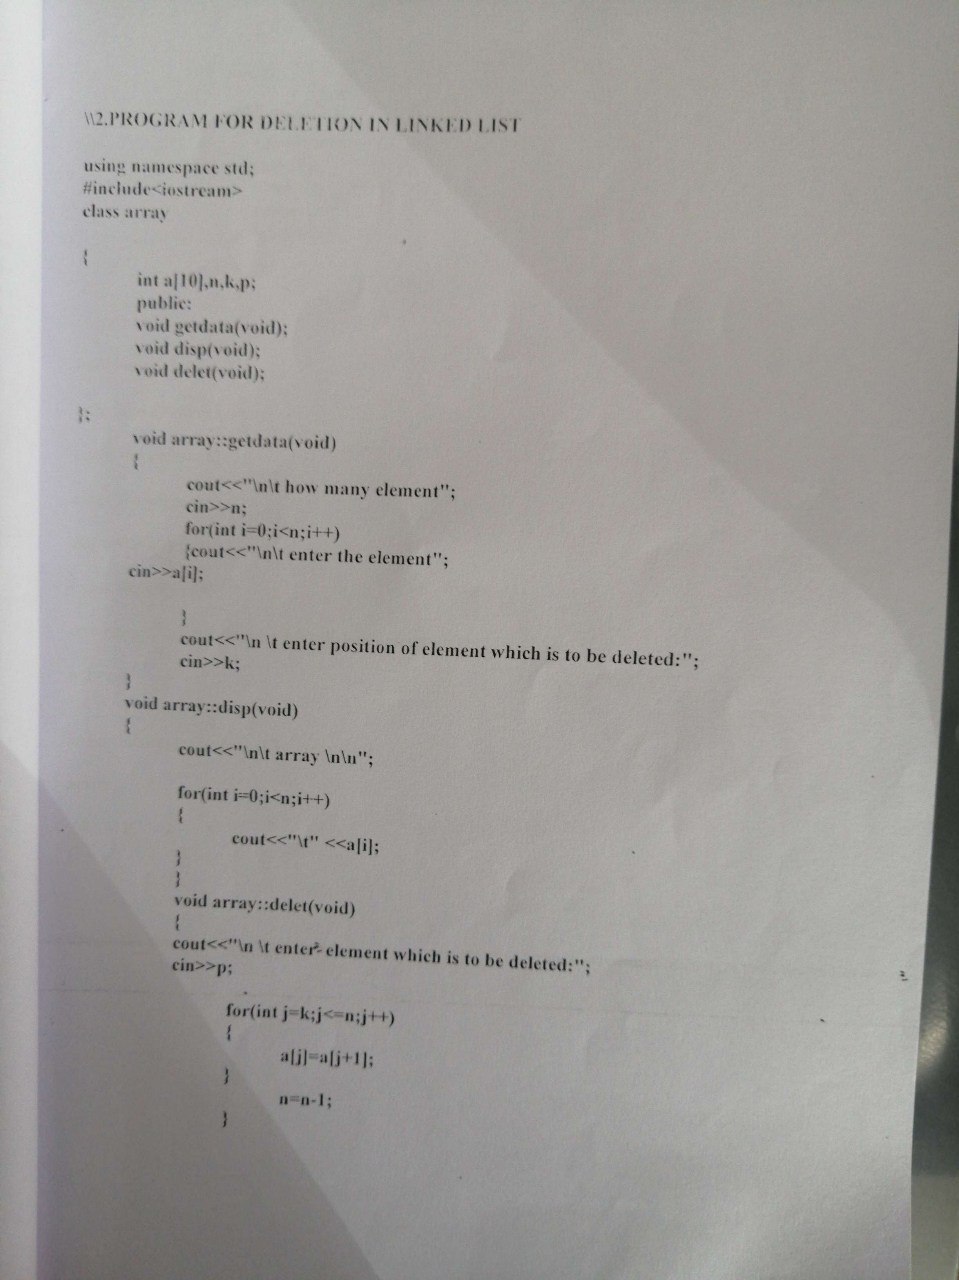 \\2.PROGRAM FOR DELETION IN LINKED LIST
using namespace std;
#include<iostream>
class array
{
int a[10],n,k,p;
public:
void getdata(void);
void disp(void);
void delet(void);
};
void array::getdata(void)
{
cout<<"\n\t how many element";
cin>>n;
for(int i=0;i<n;i++)
{cout<<"\n\t enter the element";
cin>>a[i];
}
cout<<"\n \t enter position of element which is to be deleted:";
cin>>k;
}
void array::disp(void)
{
cout<<"\n\t array \n\n";
for(int i=0;i<n;i++)
{
cout<<"\t" <<a[i];
}
}
void array::delet(void)
{
cout<<"\n \t enter element which is to be deleted:";
cin>>p;
for(int j=k;j<=n;j++)
{
a[j]=a[j+1];
}
n=n-1;
}